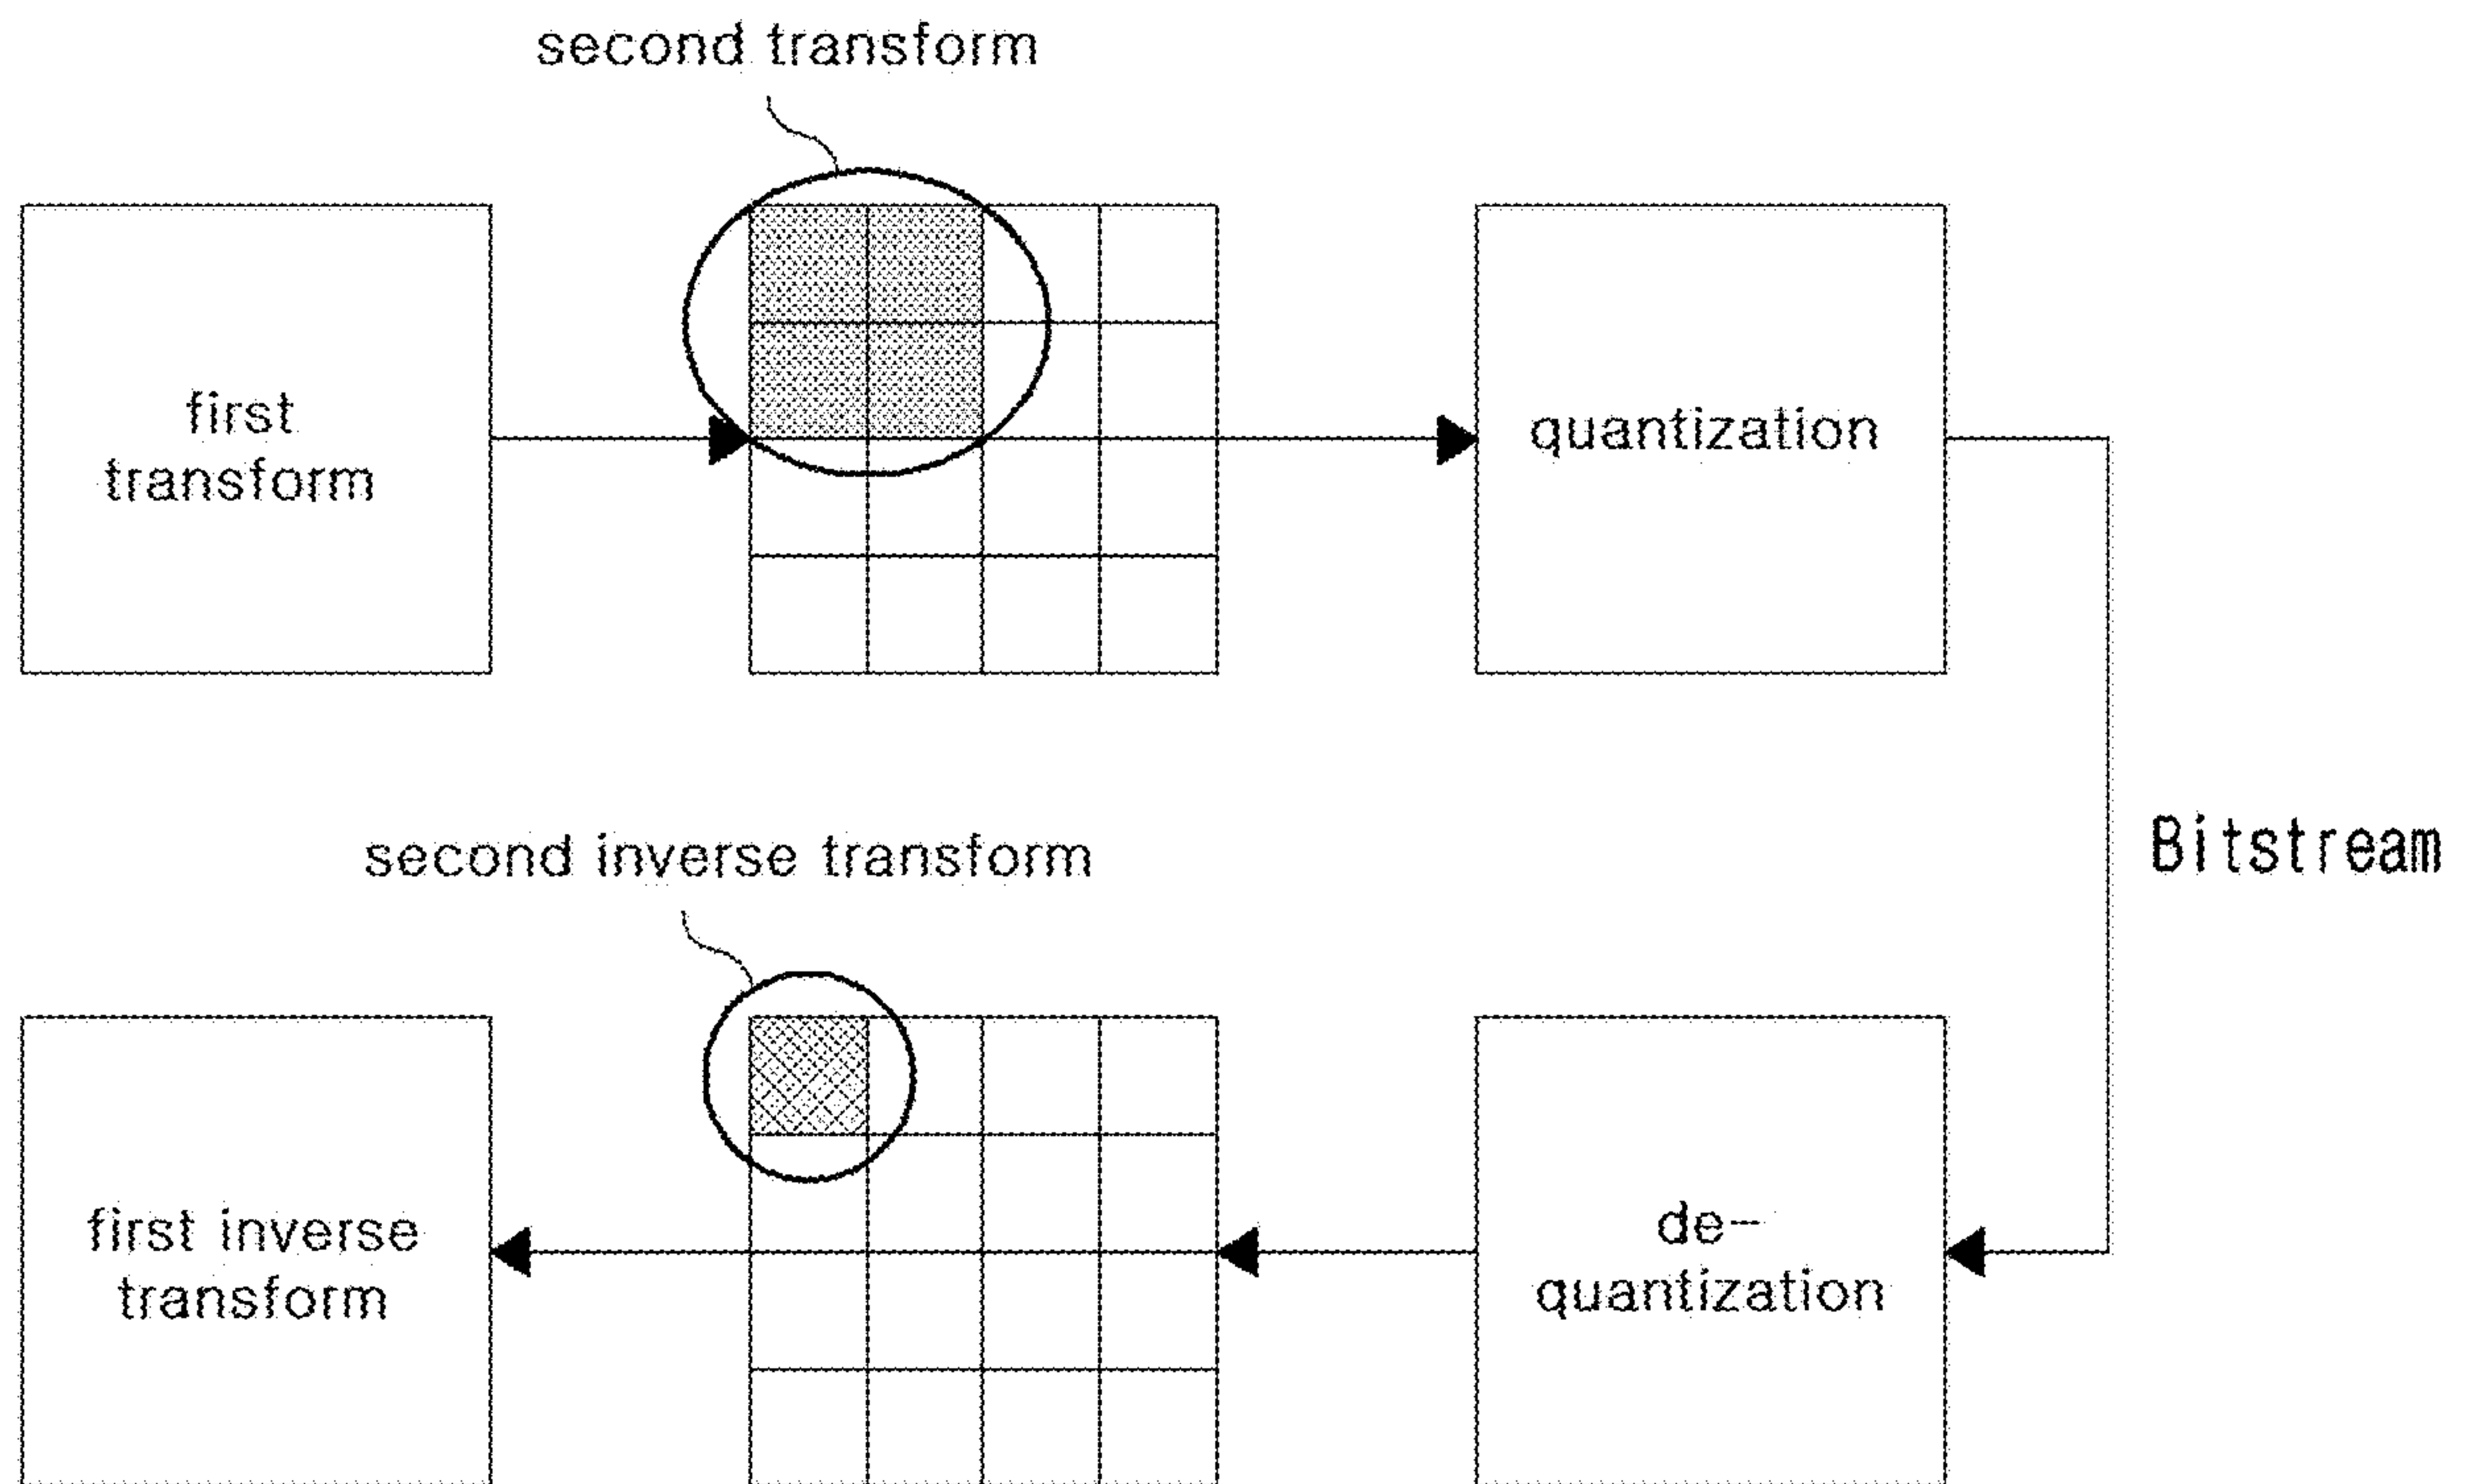 second transform
first
transform
quantization
Bitstream
second inverse transform
first inverse
transform
de-
quantization